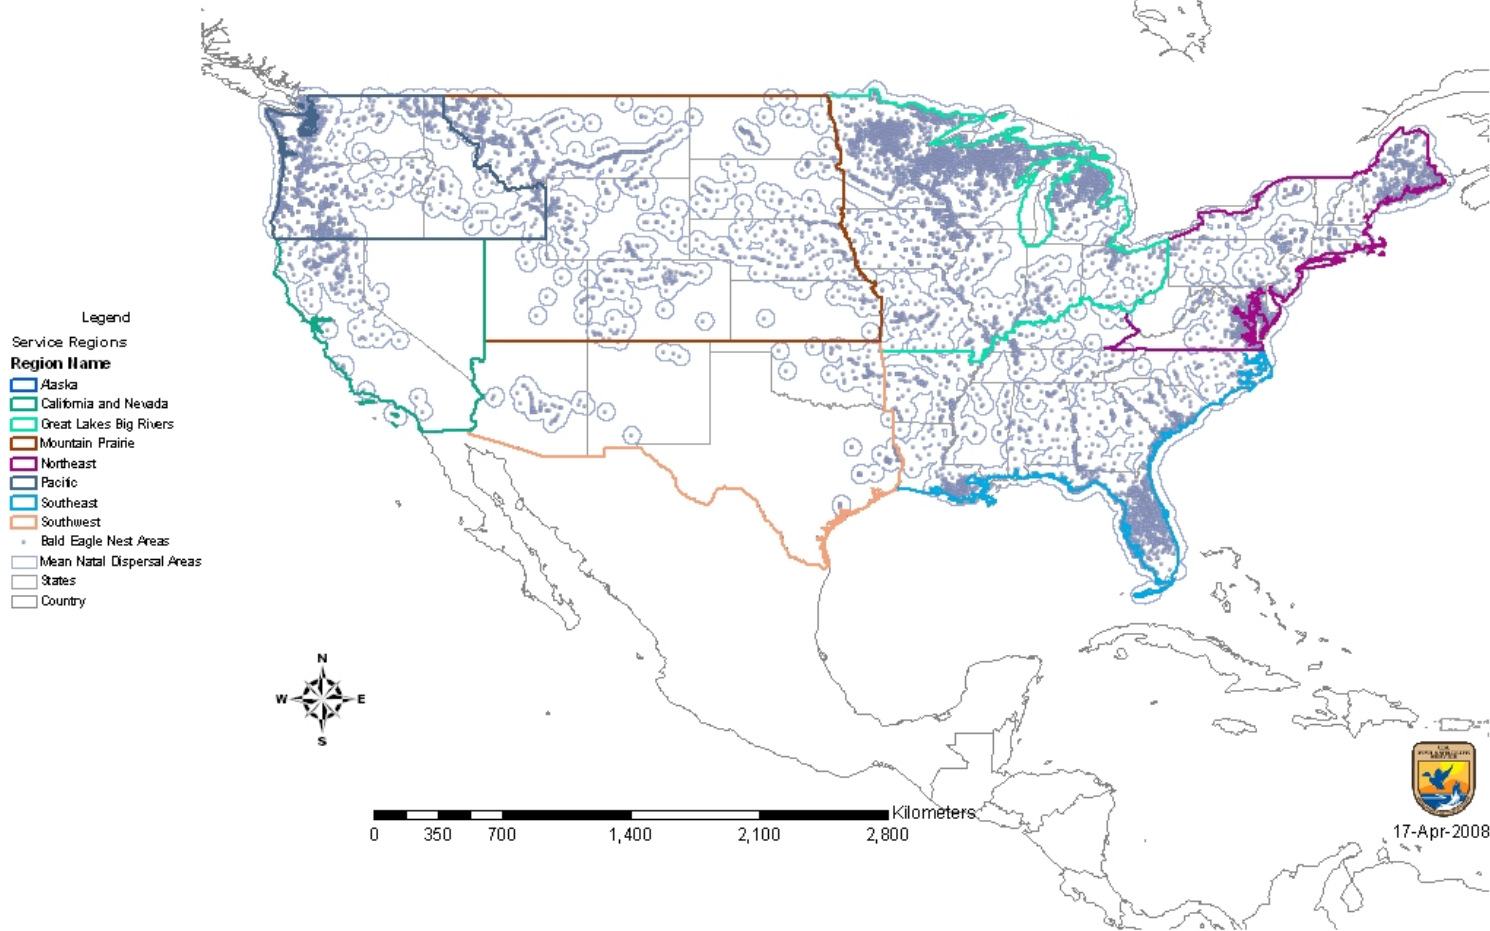 Legend
Service Regions
Region Name
Alaska
California and Nevada
Great Lakes Big Rivers
Mountain Prairie
Northeast
Pacific
Southeast
Southwest
Bald Eagle Nest Areas
Mean Natal Dispersal Areas
States
Country
N
W E
S
Kilometers
0 350 700 1,400 2,100 2,800
17-Apr-2008